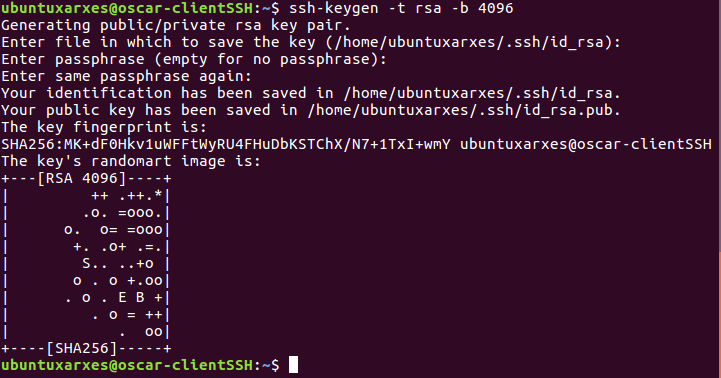 ubuntuxarxes@oscar-clientSSH:~$ ssh-keygen -t rsa -b 4096
Generating public/private rsa key pair.
Enter file in which to save the key (/home/ubuntuxarxes/.ssh/id_rsa):
Enter passphrase (empty for no passphrase):
Enter same passphrase again:
Your identification has been saved in /home/ubuntuxarxes/.ssh/id_rsa.
Your public key has been saved in /home/ubuntuxarxes/.ssh/id_rsa.pub.
The key fingerprint is:
SHA256:MK+dF0Hkv1uWFFtWyRU4FHuDbKSTChX/N7+1TxI+wmY ubuntuxarxes@oscar-clientSSH
The key's randomart image is:
+---[RSA 4096]----+
|         ++ .++.*|
|        .o. =ooo.|
|      o.  o= =ooo|
|       +. .o+ .=.|
|        S.. ..+o |
|       o . o +.oo|
|      . o . E B +|
|         . o = ++|
|            .  oo|
+----[SHA256]-----+
ubuntuxarxes@oscar-clientSSH:~$